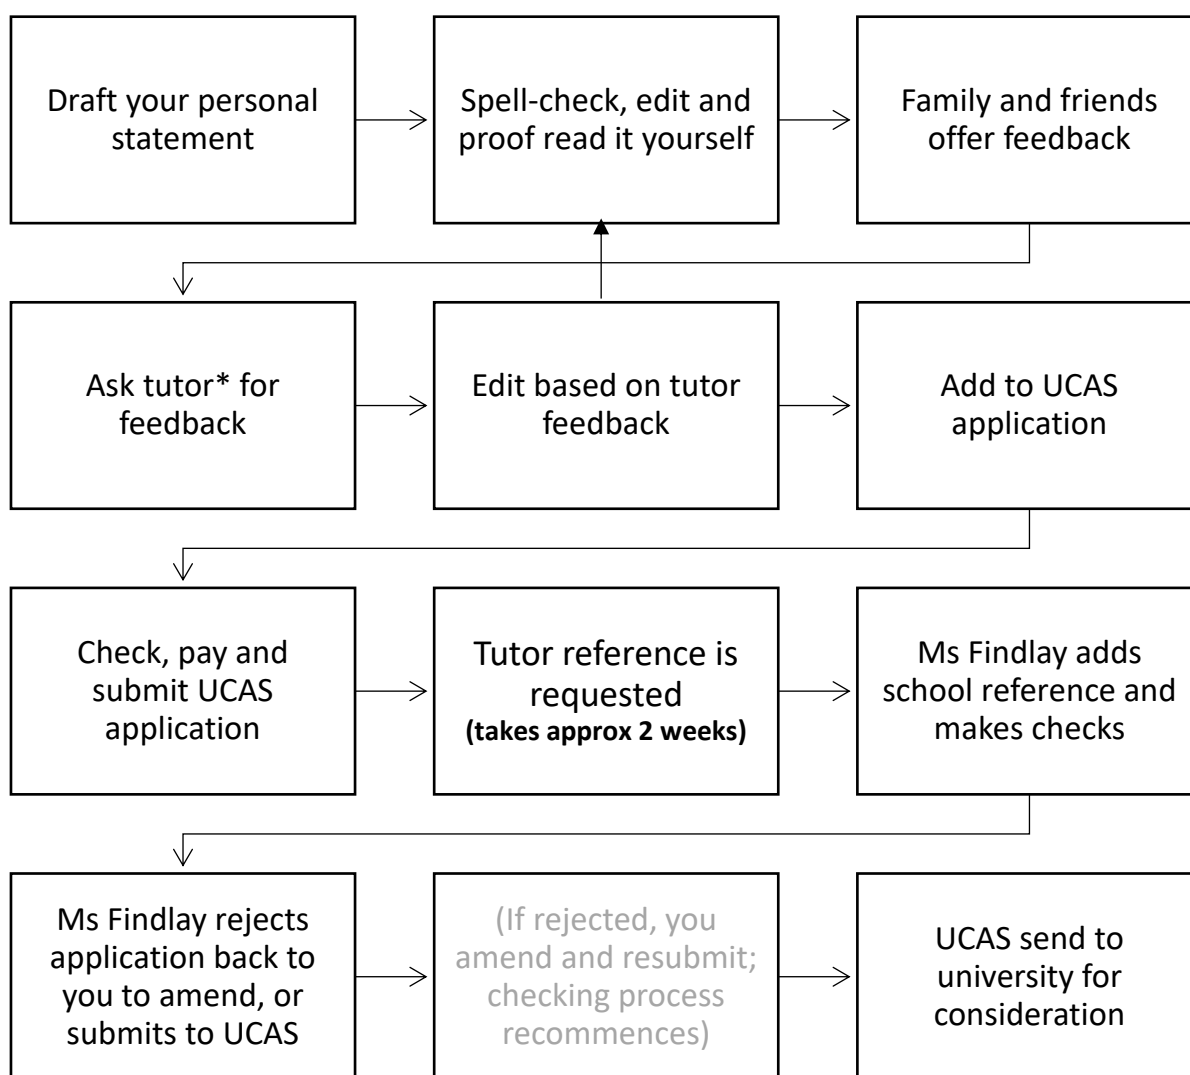 Draft your personal
statement
Spell-check, edit and
proof read it yourself
Family and friends
offer feedback
Ask tutor* for
feedback
Edit based on tutor
feedback
Add to UCAS
application
Check, pay and
submit UCAS
application
Tutor reference is
requested
(takes approx 2 weeks)
Ms Findlay adds
school reference and
makes checks
Ms Findlay rejects
application back to
you to amend, or
submits to UCAS
(If rejected, you
amend and resubmit;
checking process
recommences)
UCAS send to
university for
consideration